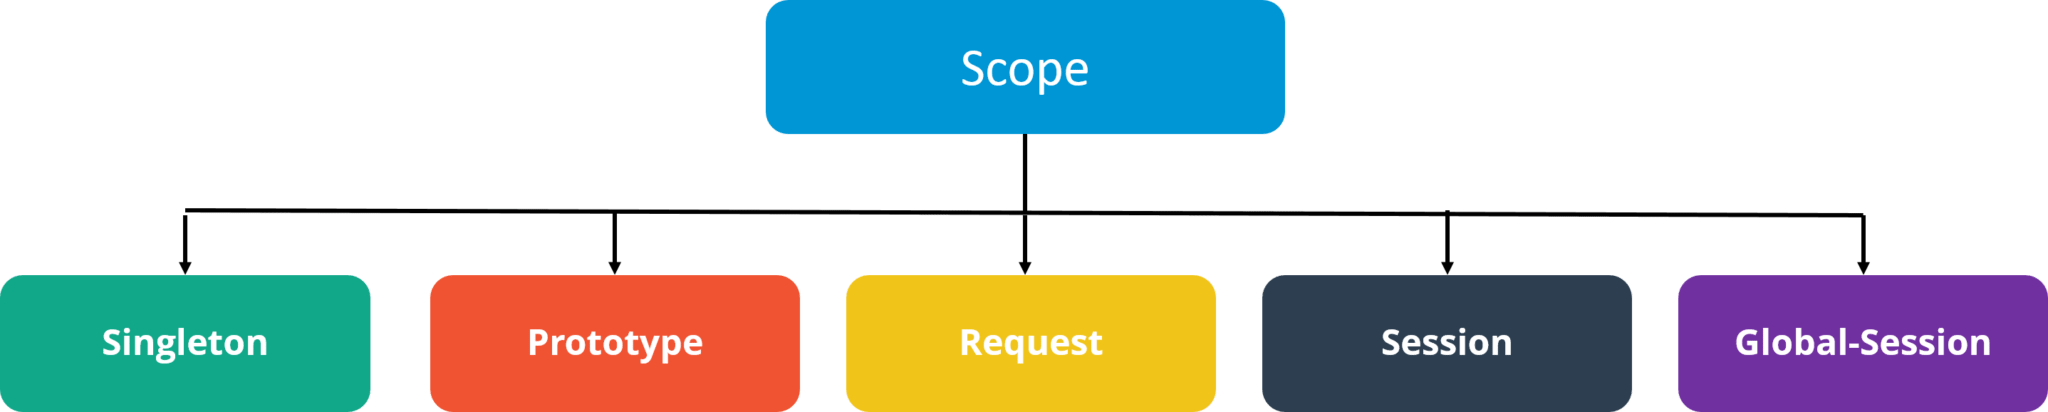 Scope
Singleton
Prototype
Request
Session
Global-Session